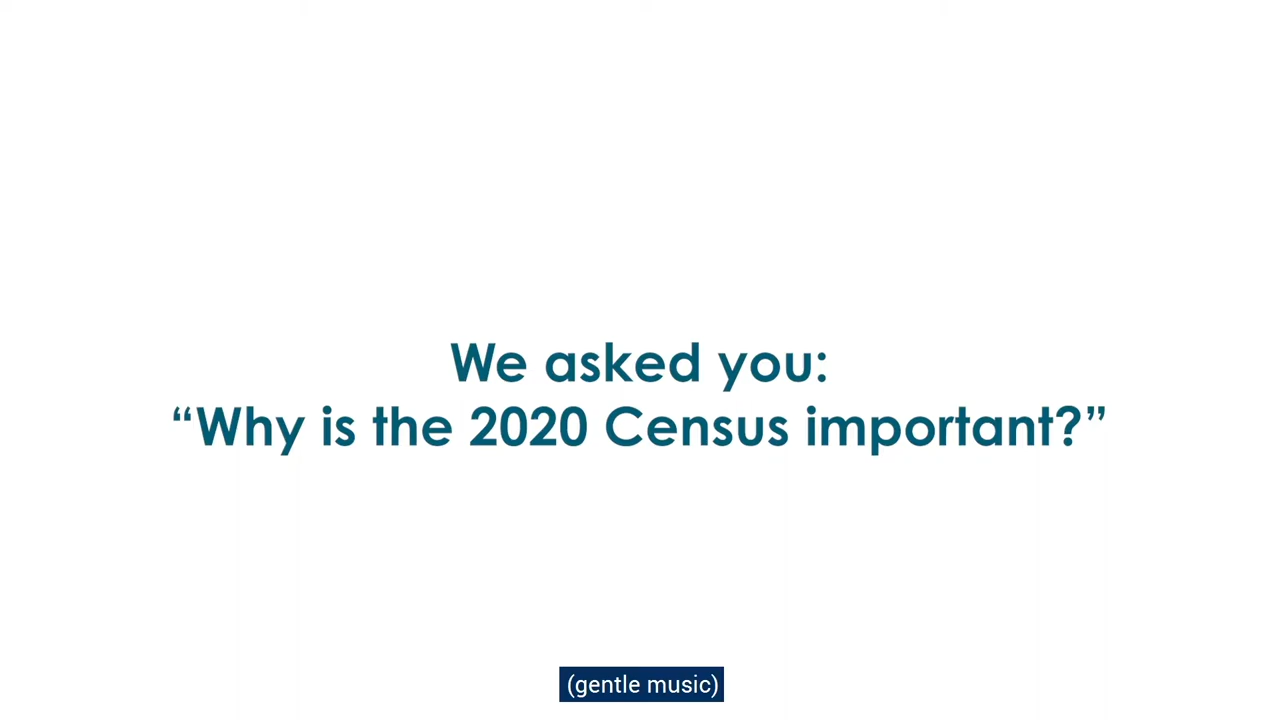 We asked you:
“Why is the 2020 Census important?”
(gentle music)